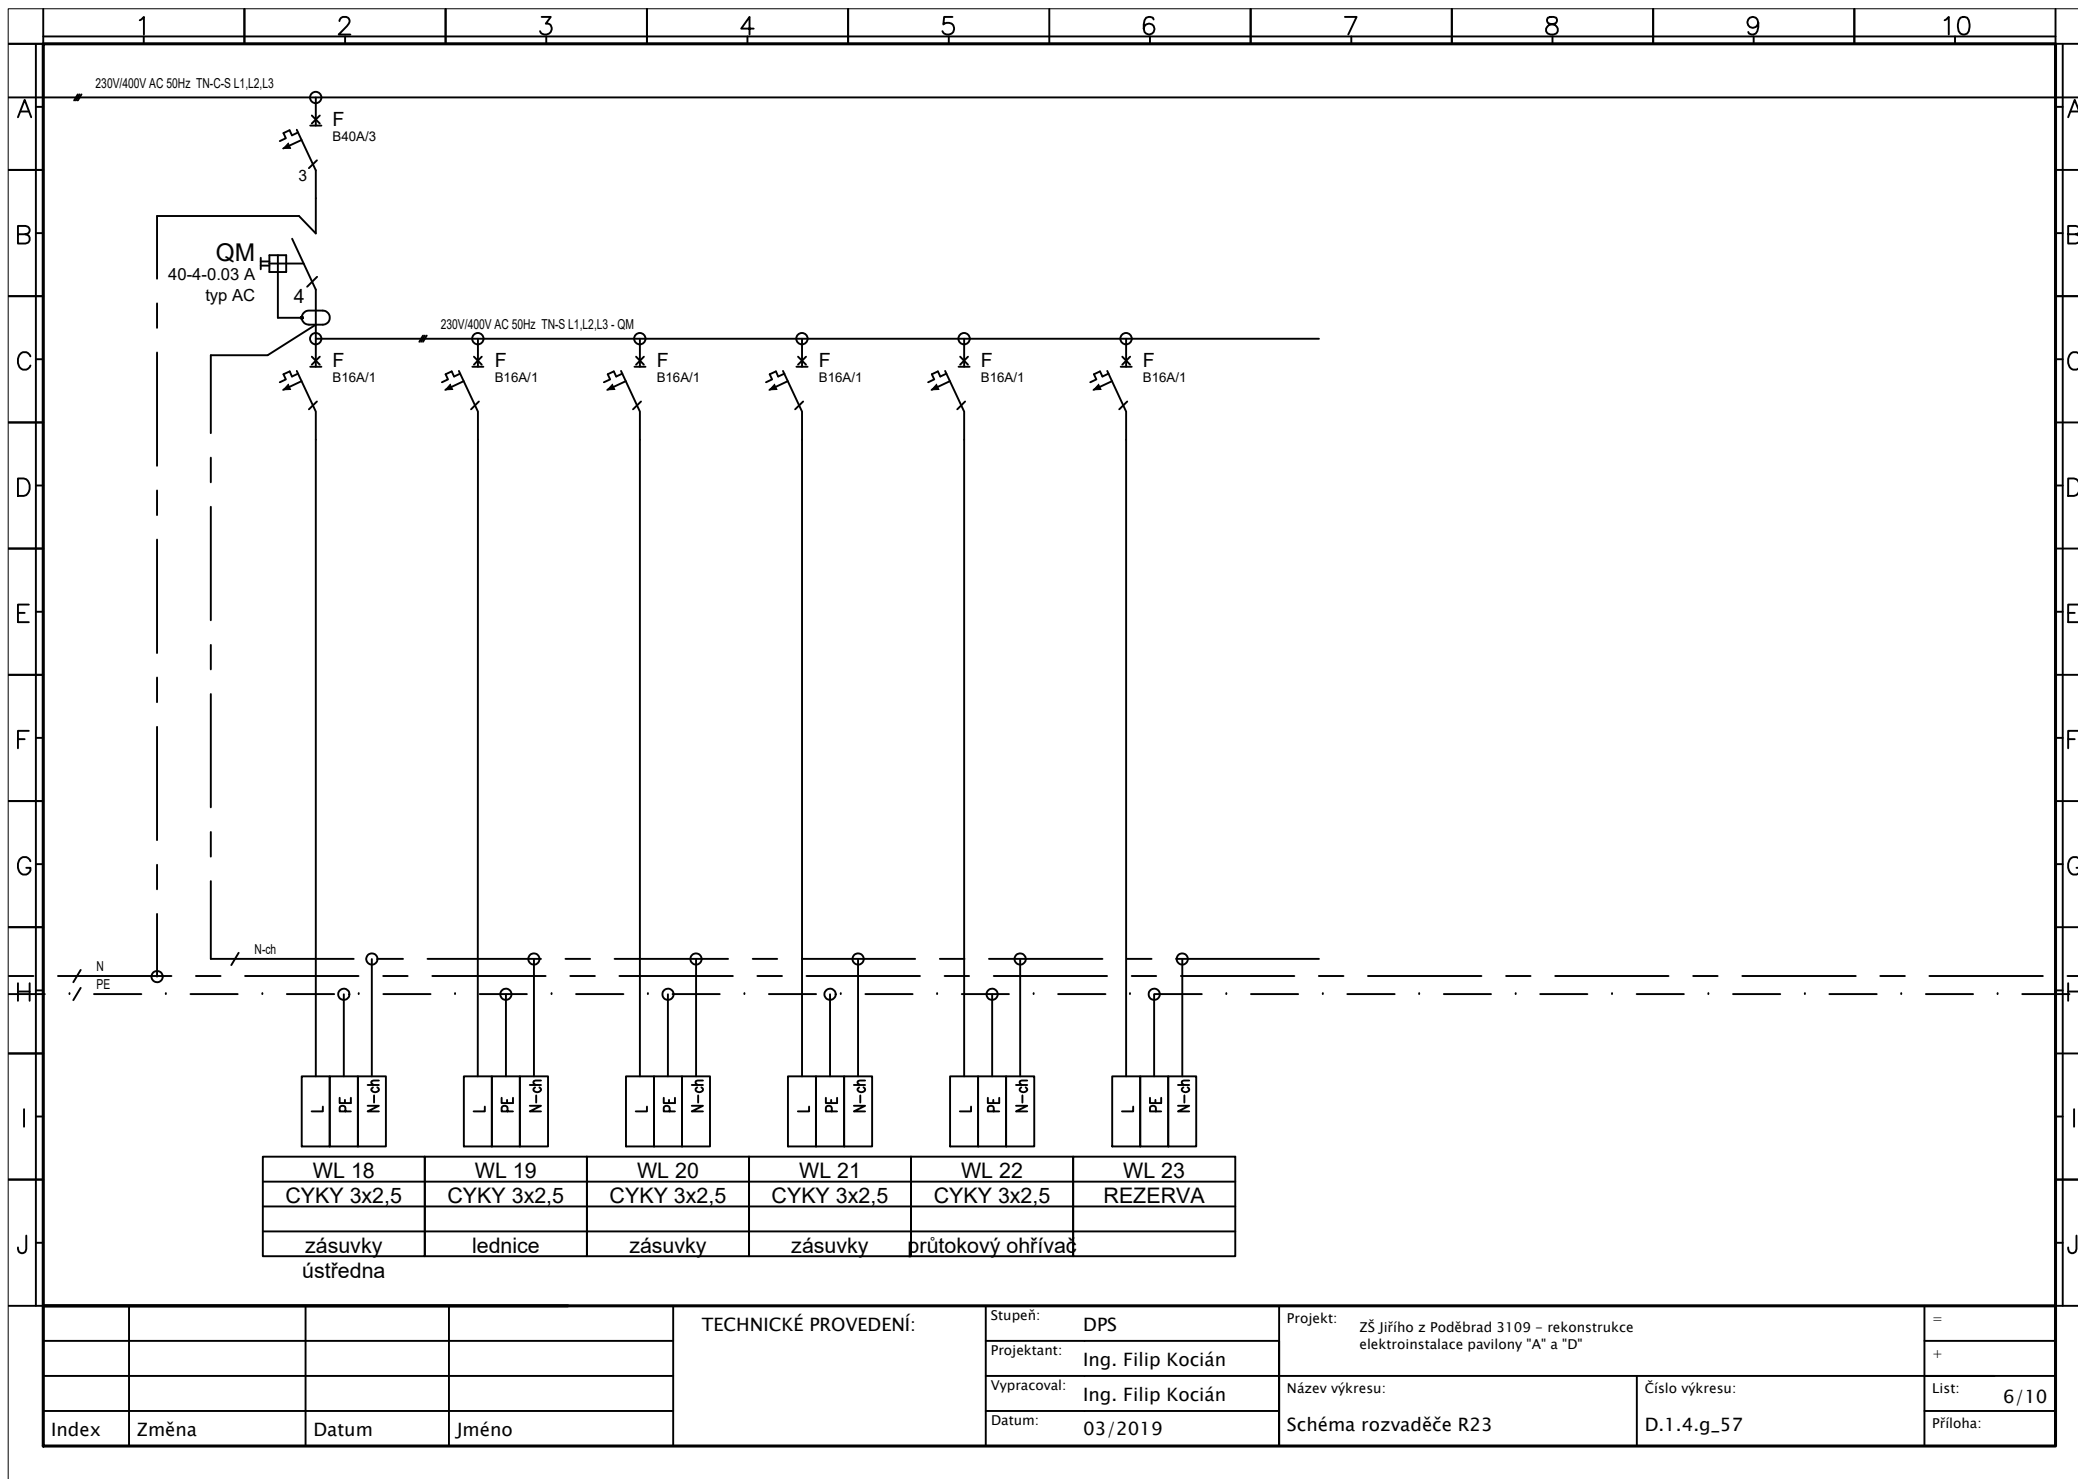 1 2 3 4 5 6 7 8 9 10
230V/400V AC 50Hz TN-C-S L1,L2,L3
A A
F
B40A/3
3
B B
QM
40-4-0.03 A
typ AC
4
230V/400V AC 50Hz TN-S L1,L2,L3 - QM
C F F F F F F C
B16A/1 B16A/1 B16A/1 B16A/1 B16A/1 B16A/1
D D
E E
F F
G G
N-ch
N
PE
H H
L PE N-ch L PE N-ch L PE N-ch L PE N-ch L PE N-ch L PE N-ch
I I
WL 18 WL 19 WL 20 WL 21 WL 22 WL 23
CYKY 3x2,5 CYKY 3x2,5 CYKY 3x2,5 CYKY 3x2,5 CYKY 3x2,5 REZERVA
J zásuvky lednice zásuvky zásuvky průtokový ohřívač J
ústředna
TECHNICKÉ PROVEDENÍ:
Stupeň: DPS
Projektant: Ing. Filip Kocián
Vypracoval: Ing. Filip Kocián
Datum: 03/2019
Projekt: ZŠ Jiřího z Poděbrad 3109 - rekonstrukce
elektroinstalace pavilony "A" a "D"
=
+
Název výkresu:
Schéma rozvaděče R23
Číslo výkresu:
D.1.4.g_57
List: 6/10
Příloha:
Index Změna Datum Jméno